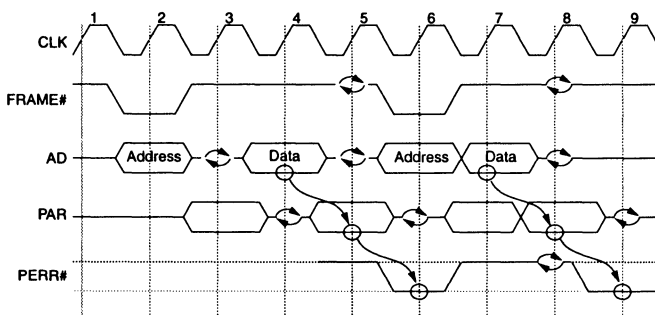 1 2 3 4 5 6 7 8 9
CLK
FRAME#
AD Address Data Address Data
PAR
PERR#